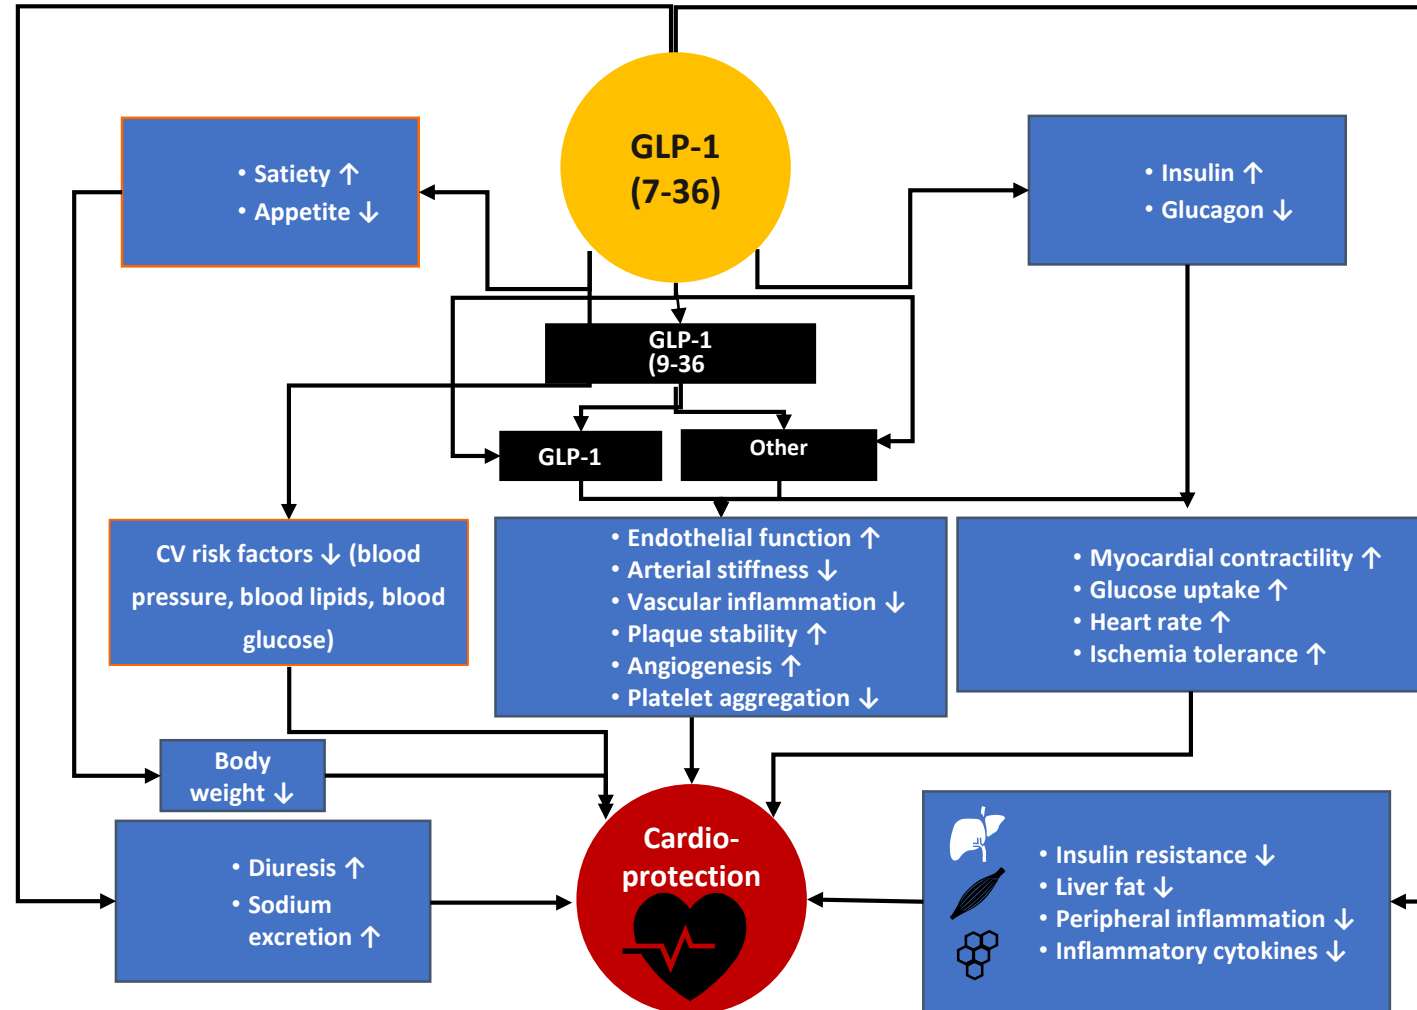 GLP-1
(7-36)
• Satiety ↑
• Appetite ↓
• Insulin ↑
• Glucagon ↓
GLP-1
(9-36
GLP-1
Other
CV risk factors ↓ (blood
pressure, blood lipids, blood
glucose)
• Endothelial function ↑
• Arterial stiffness ↓
• Vascular inflammation ↓
• Plaque stability ↑
• Angiogenesis ↑
• Platelet aggregation ↓
• Myocardial contractility ↑
• Glucose uptake ↑
• Heart rate ↑
• Ischemia tolerance ↑
Body
weight ↓
• Diuresis ↑
• Sodium
excretion ↑
Cardio-
protection
• Insulin resistance ↓
• Liver fat ↓
• Peripheral inflammation ↓
• Inflammatory cytokines ↓